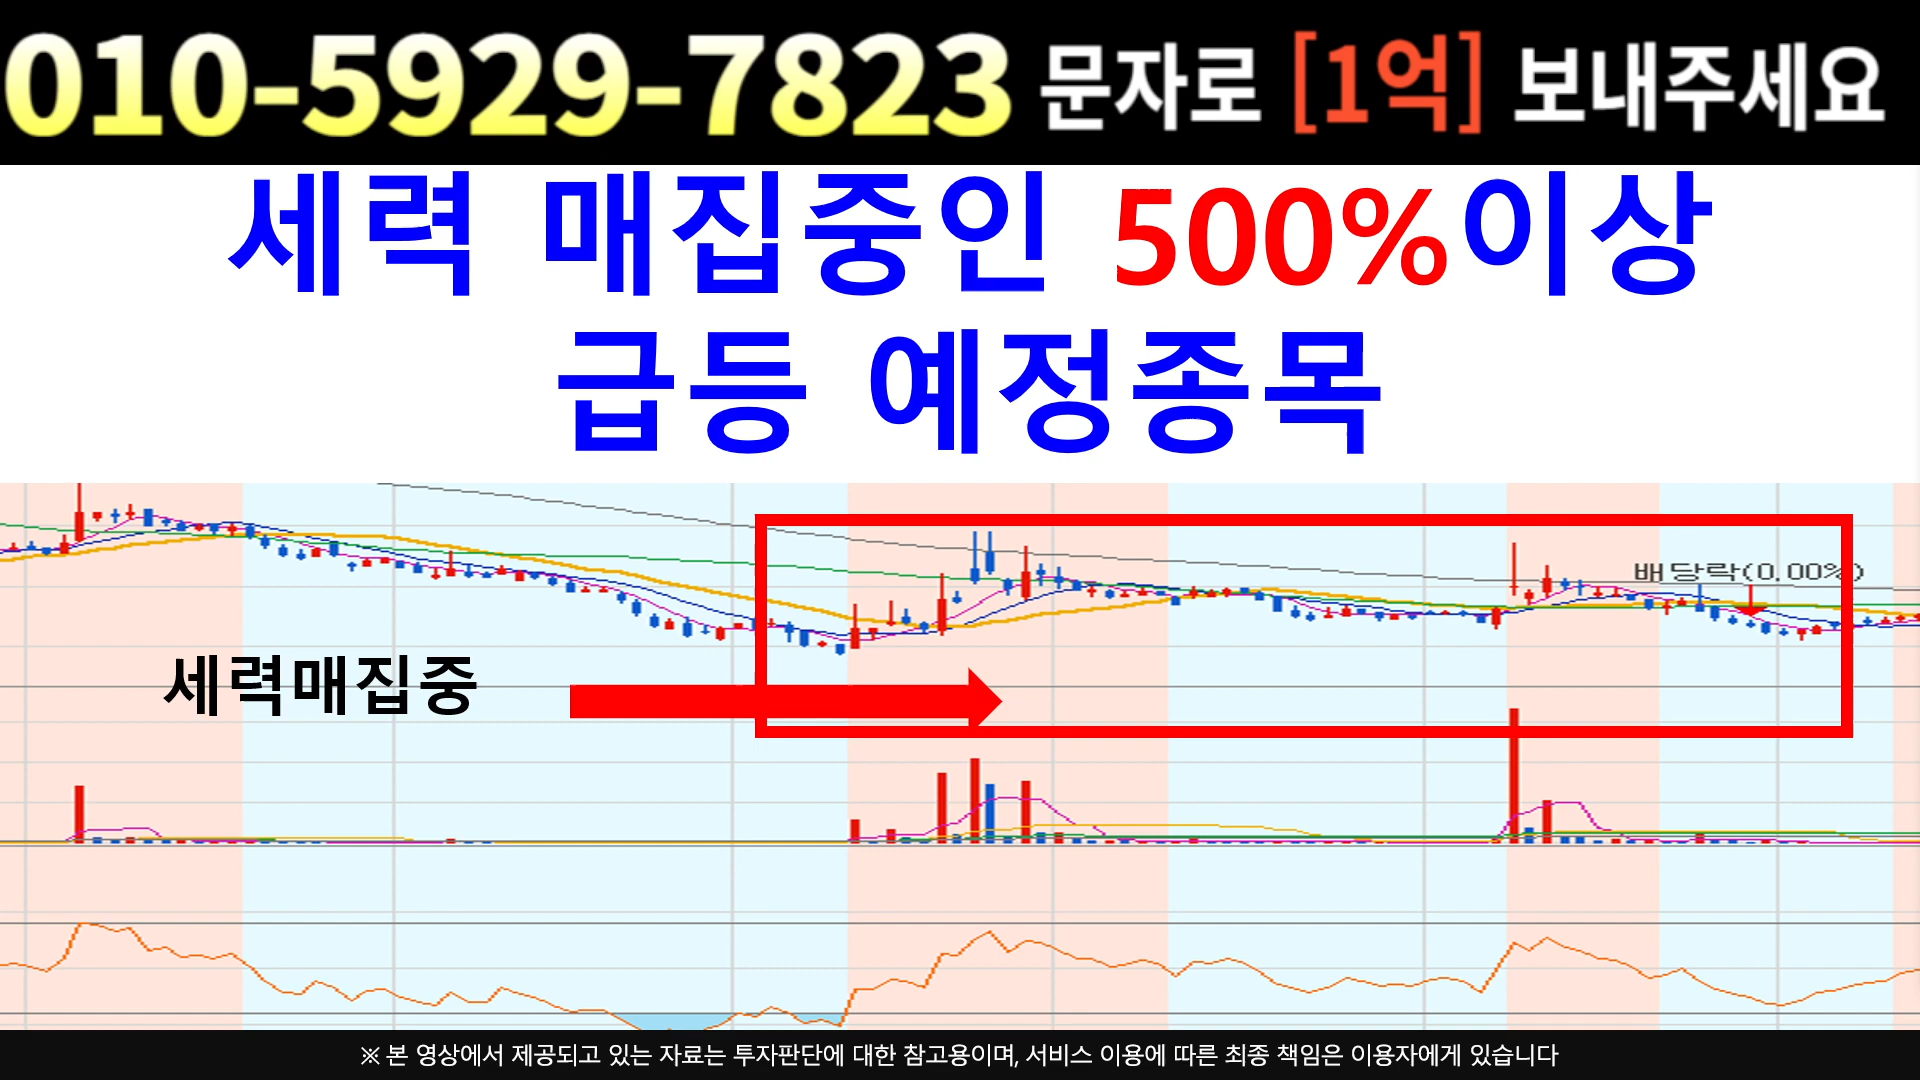 010-5929-7823 문자로 [1억] 보내주세요
세력 매집중인 500%이상
급등 예정종목
배당락(0.00%)
세력매집중
※ 본 영상에서 제공되고 있는 자료는 투자판단에 대한 참고용이며, 서비스 이용에 따른 최종 책임은 이용자에게 있습니다